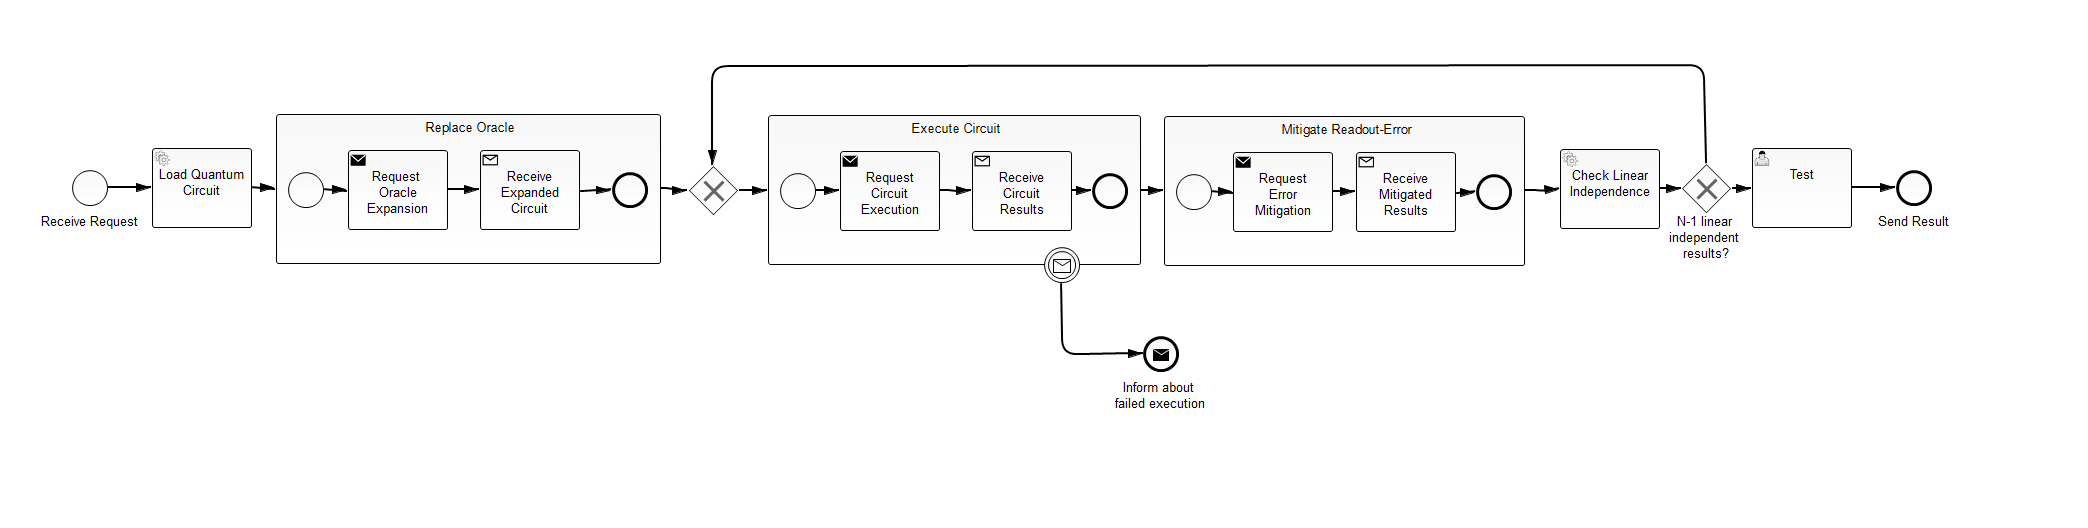 Receive Request
Load Quantum
Circuit
Replace Oracle
Request
Oracle
Expansion
Receive
Expanded
Circuit
Execute Circuit
Request
Circuit
Execution
Receive
Circuit
Results
Inform about
failed execution
Mitigate Readout-Error
Request
Error
Mitigation
Receive
Mitigated
Results
Check Linear
Independence
N-1 linear
independent
results?
Test
Send Result